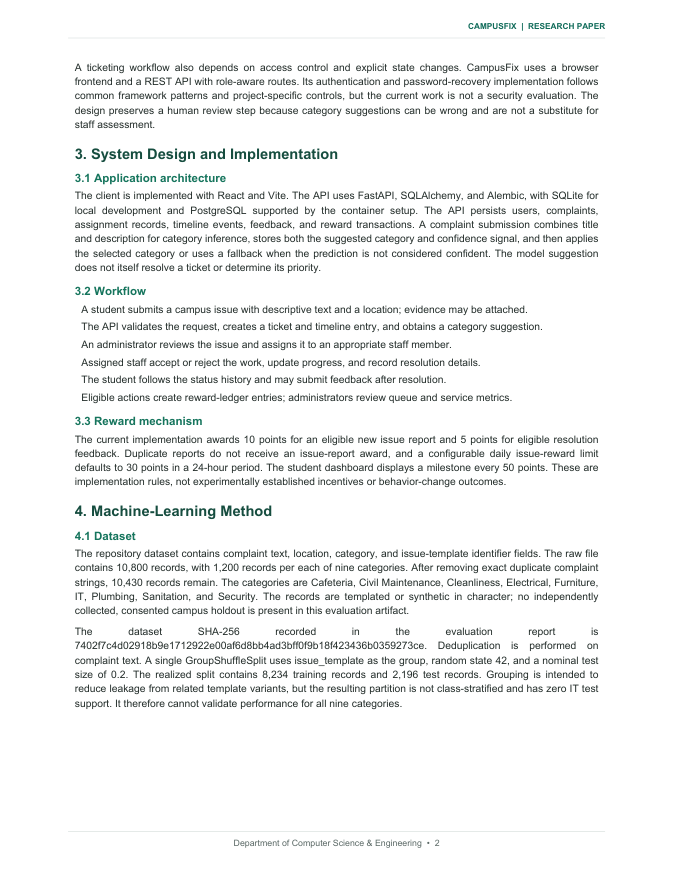 CAMPUSFIX | RESEARCH PAPER
A ticketing workflow also depends on access control and explicit state changes. CampusFix uses a browser
frontend and a REST API with role-aware routes. Its authentication and password-recovery implementation follows
common framework patterns and project-specific controls, but the current work is not a security evaluation. The
design preserves a human review step because category suggestions can be wrong and are not a substitute for
staff assessment.
3. System Design and Implementation
3.1 Application architecture
The client is implemented with React and Vite. The API uses FastAPI, SQLAlchemy, and Alembic, with SQLite for
local development and PostgreSQL supported by the container setup. The API persists users, complaints,
assignment records, timeline events, feedback, and reward transactions. A complaint submission combines title
and description for category inference, stores both the suggested category and confidence signal, and then applies
the selected category or uses a fallback when the prediction is not considered confident. The model suggestion
does not itself resolve a ticket or determine its priority.
3.2 Workflow
A student submits a campus issue with descriptive text and a location; evidence may be attached.
The API validates the request, creates a ticket and timeline entry, and obtains a category suggestion.
An administrator reviews the issue and assigns it to an appropriate staff member.
Assigned staff accept or reject the work, update progress, and record resolution details.
The student follows the status history and may submit feedback after resolution.
Eligible actions create reward-ledger entries; administrators review queue and service metrics.
3.3 Reward mechanism
The current implementation awards 10 points for an eligible new issue report and 5 points for eligible resolution
feedback. Duplicate reports do not receive an issue-report award, and a configurable daily issue-reward limit
defaults to 30 points in a 24-hour period. The student dashboard displays a milestone every 50 points. These are
implementation rules, not experimentally established incentives or behavior-change outcomes.
4. Machine-Learning Method
4.1 Dataset
The repository dataset contains complaint text, location, category, and issue-template identifier fields. The raw file
contains 10,800 records, with 1,200 records per each of nine categories. After removing exact duplicate complaint
strings, 10,430 records remain. The categories are Cafeteria, Civil Maintenance, Cleanliness, Electrical, Furniture,
IT, Plumbing, Sanitation, and Security. The records are templated or synthetic in character; no independently
collected, consented campus holdout is present in this evaluation artifact.
The dataset SHA-256 recorded in the evaluation report is
7402f7c4d02918b9e1712922e00af6d8bb4ad3bff0f9b18f423436b0359273ce. Deduplication is performed on
complaint text. A single GroupShuffleSplit uses issue_template as the group, random state 42, and a nominal test
size of 0.2. The realized split contains 8,234 training records and 2,196 test records. Grouping is intended to
reduce leakage from related template variants, but the resulting partition is not class-stratified and has zero IT test
support. It therefore cannot validate performance for all nine categories.
Department of Computer Science & Engineering • 2